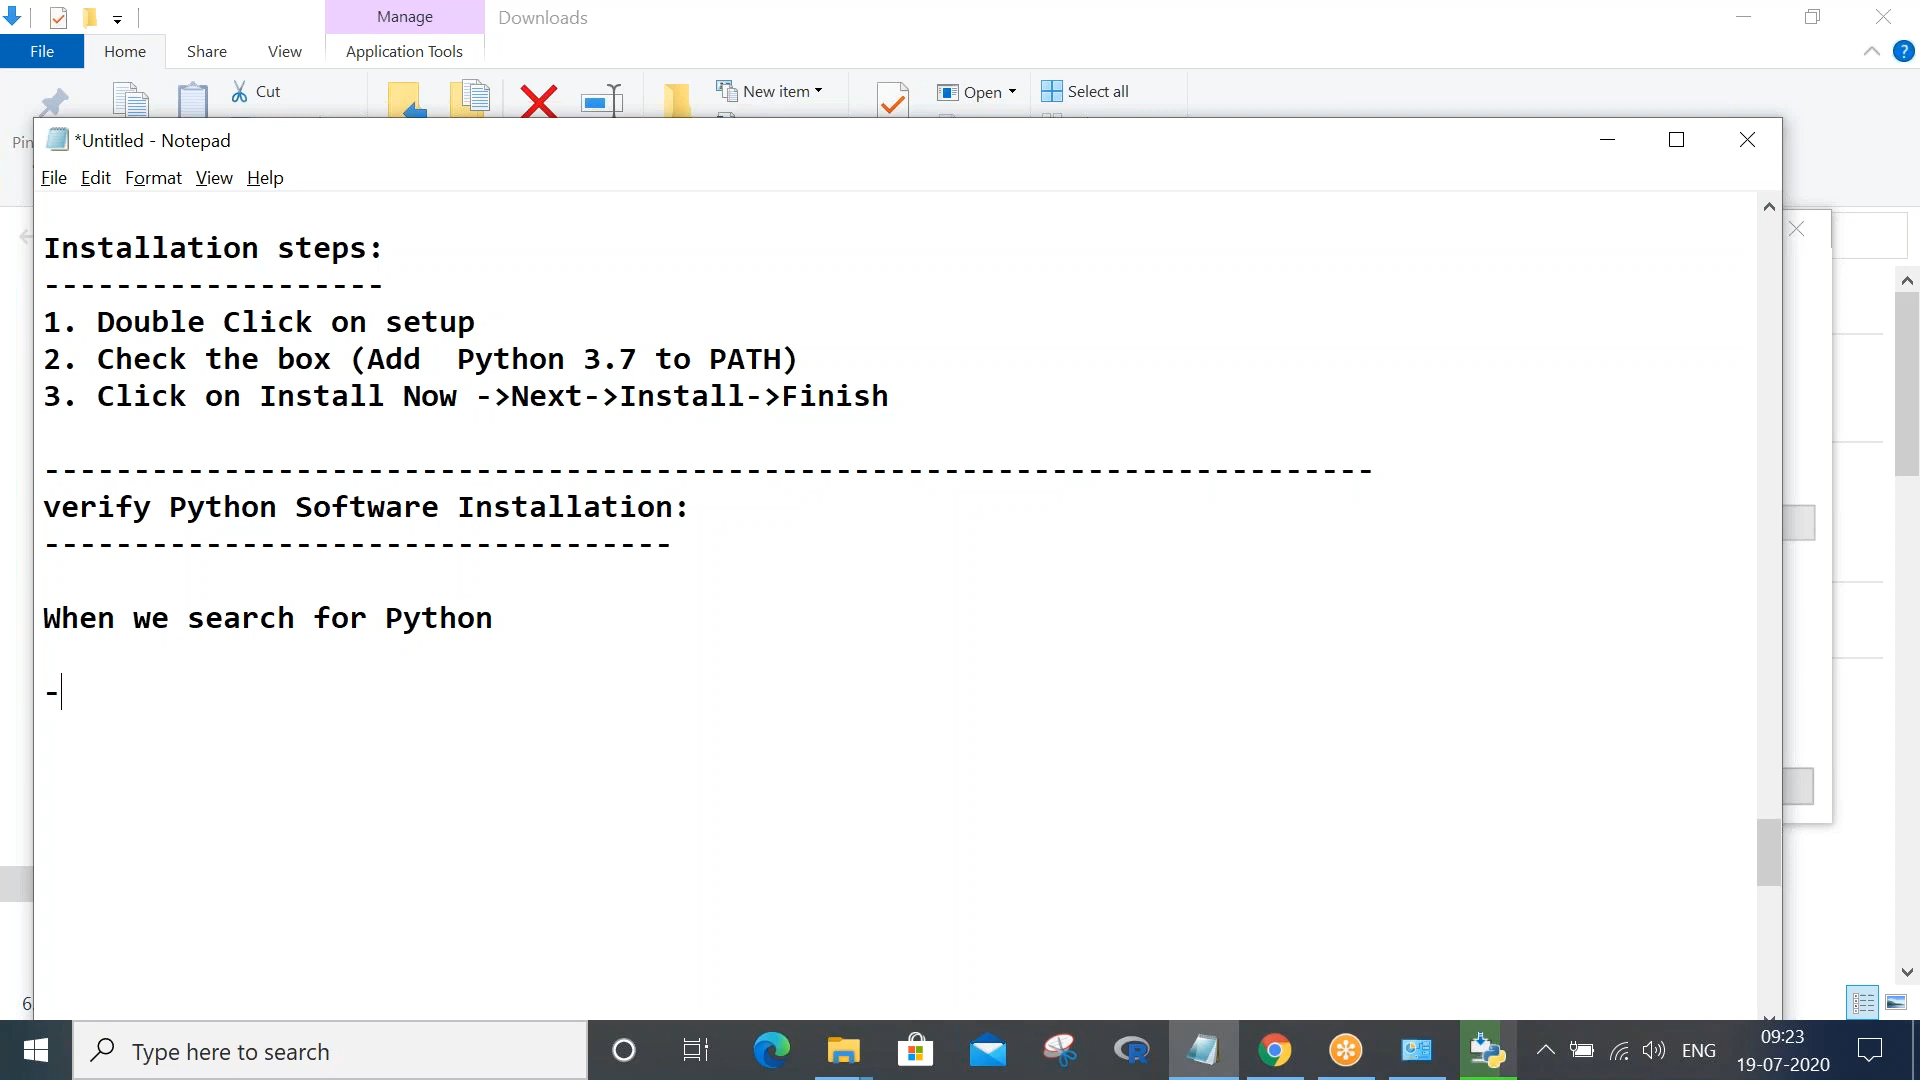 Manage
Downloads
File
Home
Share
View
Application Tools
Cut
New item
Open
Select all
Pin
*Untitled - Notepad
File Edit Format View Help
Installation steps:
-------------------
1. Double Click on setup
2. Check the box (Add  Python 3.7 to PATH)
3. Click on Install Now ->Next->Install->Finish
--------------------------------------------------------------------------
verify Python Software Installation:
-----------------------------------
When we search for Python
-
6
Type here to search
ENG
09:23
19-07-2020